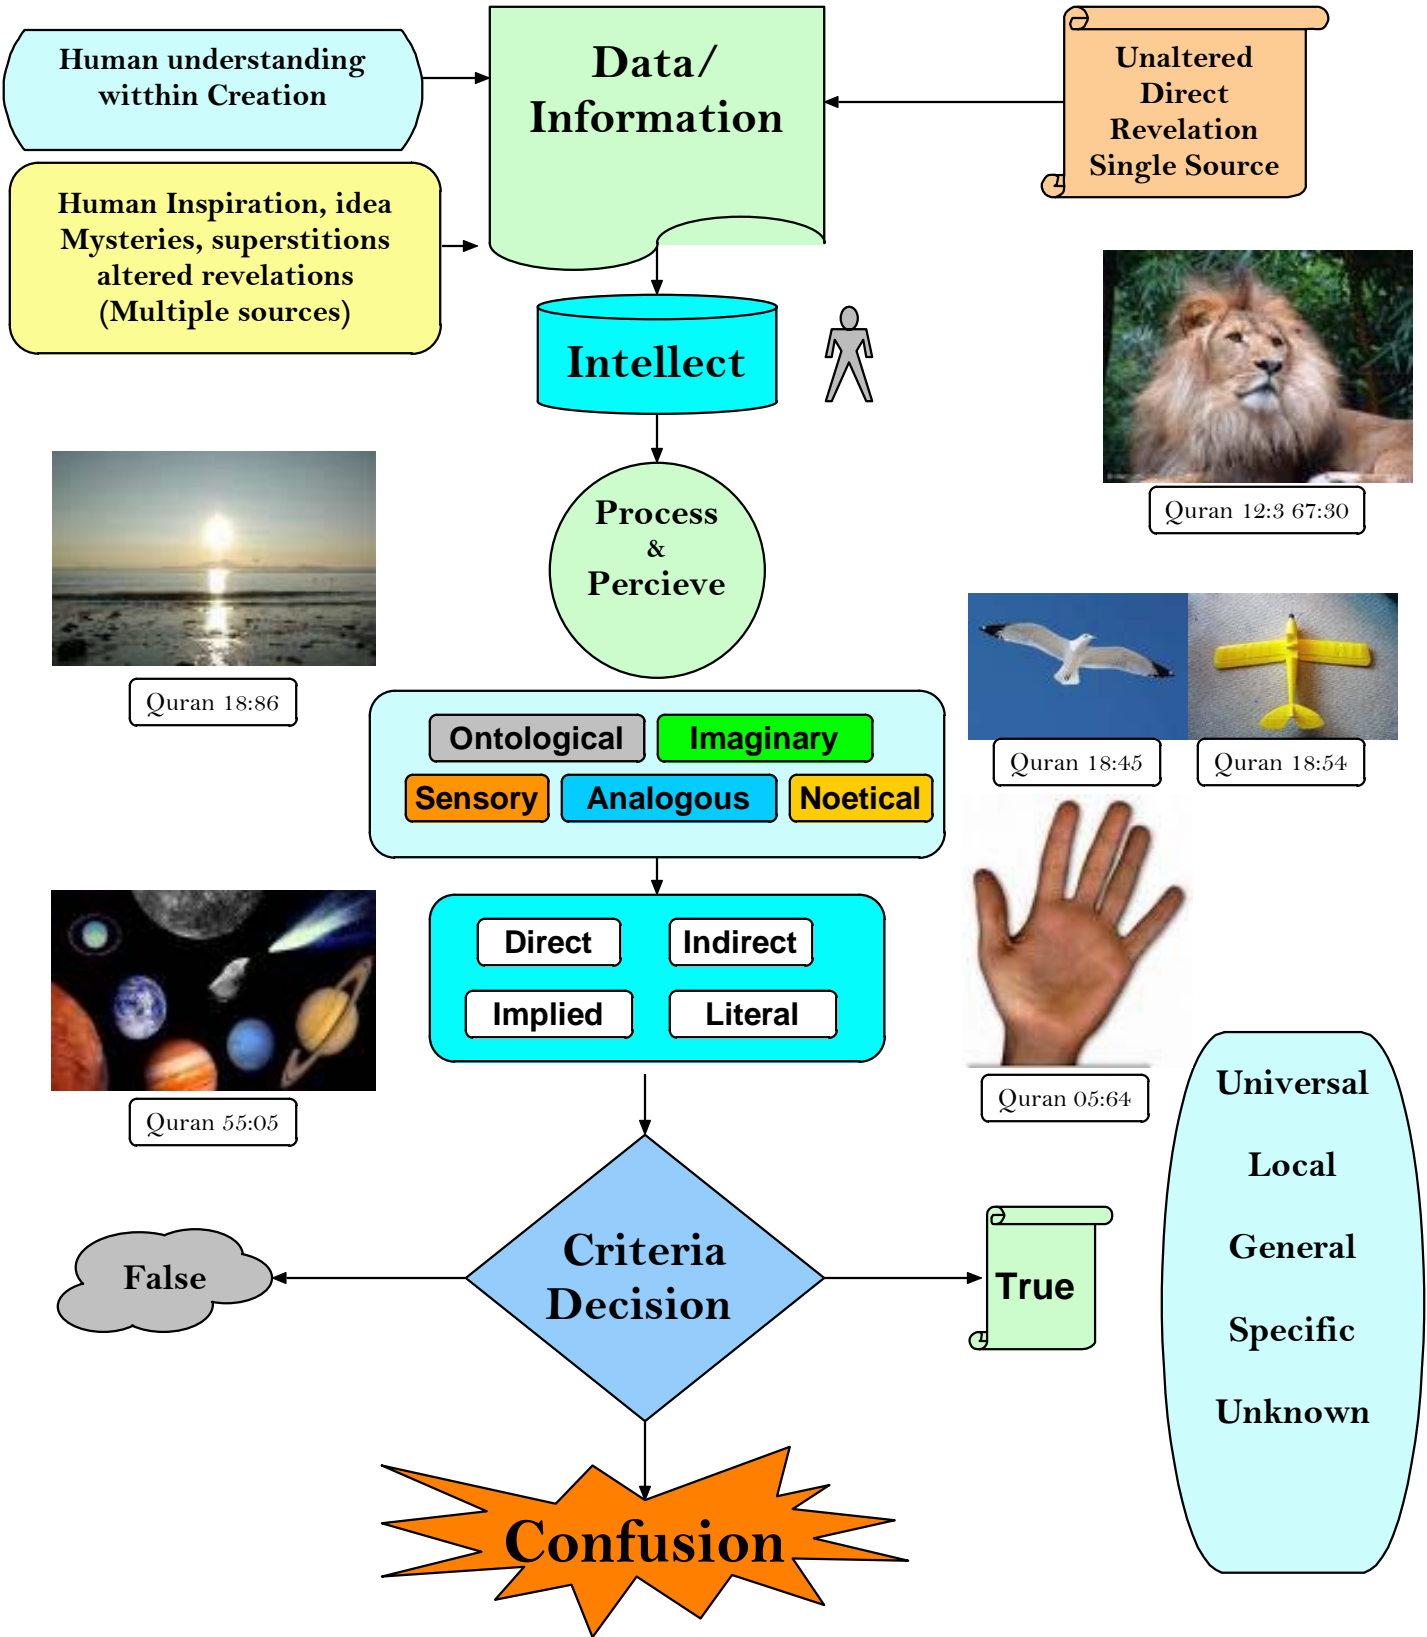 Human understanding
witthin Creation
Data/
Information
Unaltered
Direct
Revelation
Single Source
Human Inspiration, idea
Mysteries, superstitions
altered revelations
(Multiple sources)
Intellect
Quran 12:3 67:30
Process
&
Percieve
Quran 18:86
Ontological
Imaginary
Quran 18:45
Quran 18:54
Sensory
Analogous
Noetical
Direct
Indirect
Implied
Literal
Quran 05:64
Quran 55:05
Universal
Local
General
Specific
Unknown
False
Criteria
Decision
True
Confusion